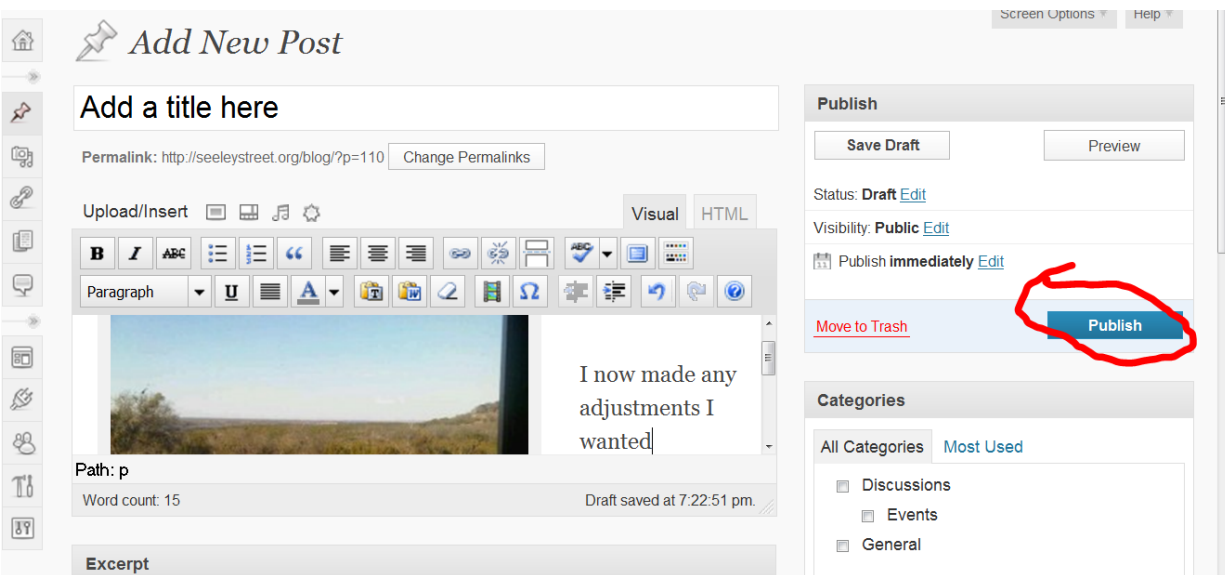 Screen Options Help
Add New Post
Add a title here
Permalink: http://seeleystreet.org/blog/?p=110 Change Permalinks
Upload/Insert
Visual HTML
B I ABC ABC
Paragraph U A T W Ω
I now made any
adjustments I
wanted
Path: p
Word count: 15 Draft saved at 7:22:51 pm.
Excerpt
Publish
Save Draft Preview
Status: Draft Edit
Visibility: Public Edit
Publish immediately Edit
Move to Trash Publish
Categories
All Categories Most Used
Discussions
Events
General